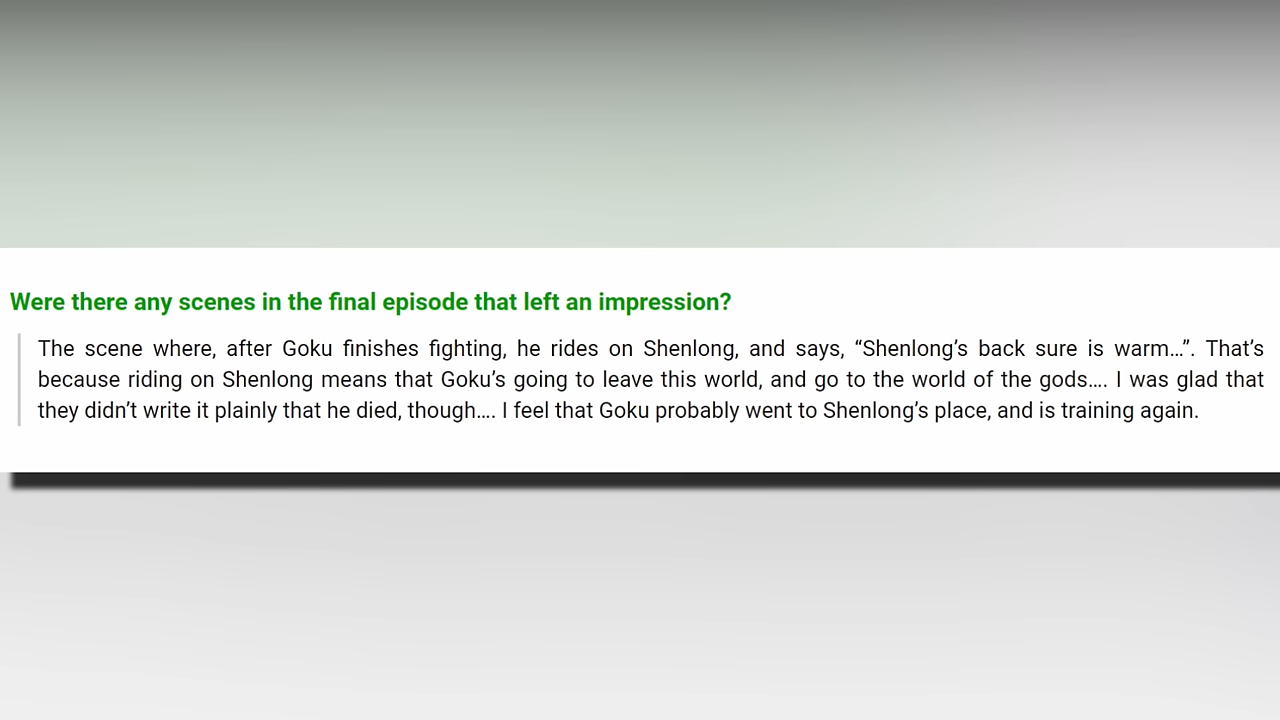 Were there any scenes in the final episode that left an impression?
The scene where, after Goku finishes fighting, he rides on Shenlong, and says, “Shenlong’s back sure is warm…”. That’s
because riding on Shenlong means that Goku’s going to leave this world, and go to the world of the gods…. I was glad that
they didn’t write it plainly that he died, though…. I feel that Goku probably went to Shenlong’s place, and is training again.